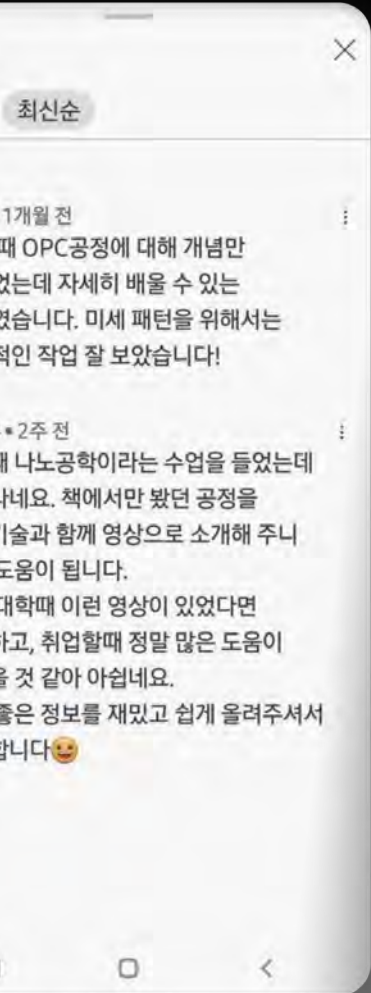 최신순
1개월 전
때 OPC공정에 대해 개념만
었는데 자세히 배울 수 있는
였습니다. 미세 패턴을 위해서는
적인 작업 잘 보았습니다!
• 2주 전
때 나노공학이라는 수업을 들었는데
나네요. 책에서만 봤던 공정을
기술과 함께 영상으로 소개해 주니
도움이 됩니다.
대학때 이런 영상이 있었다면
하고, 취업할때 정말 많은 도움이
을 것 같아 아쉽네요.
좋은 정보를 재밌고 쉽게 올려주셔서
합니다😀